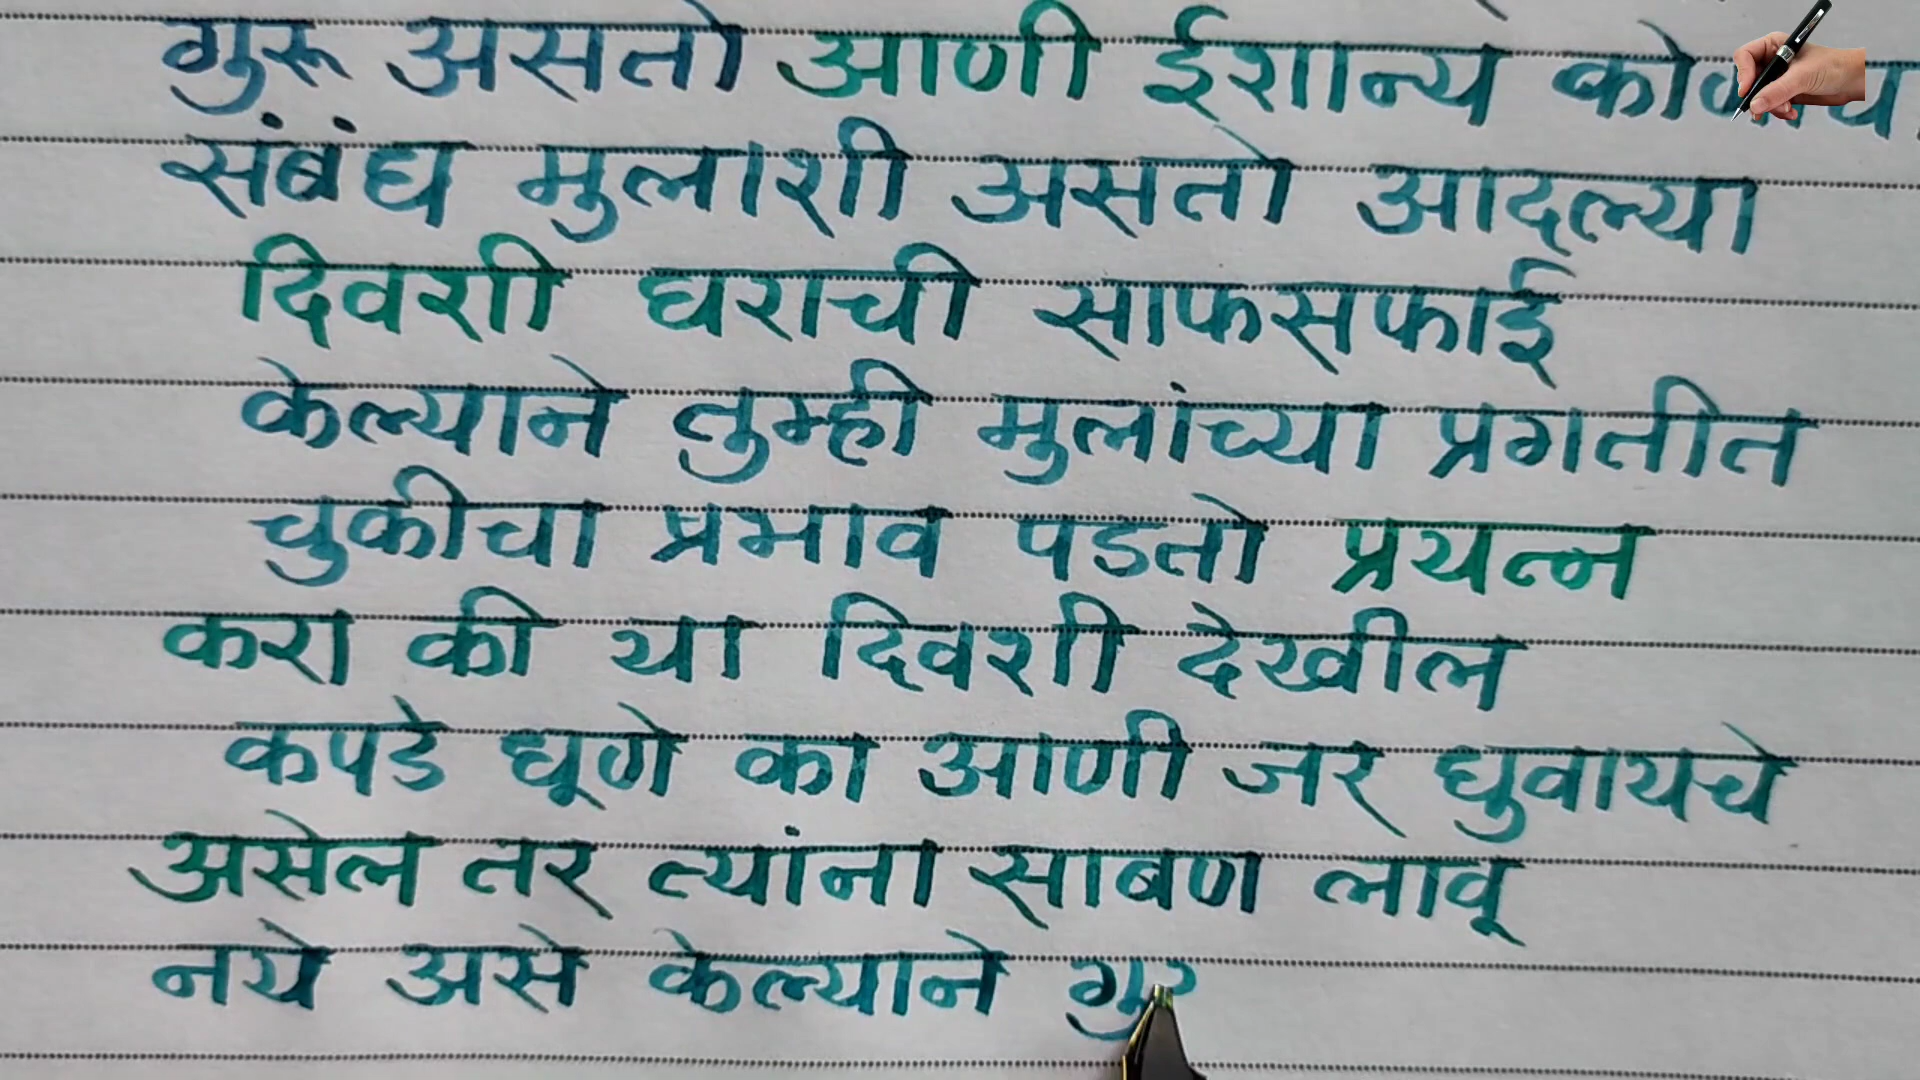 गुरू असतो आणी ईशान्य
संबंध मुलाशी असतो आदल्या
दिवशी घराची साफसफाई
केल्याने तुम्ही मुलांच्या प्रगतीत
चुकीचा प्रभाव पडतो प्रयत्न
करा की या दिवशी देखील
कपडे धूणे का आणी जर धुवायचे
असेल तर त्यांना साबण लावू
नये असे केल्याने